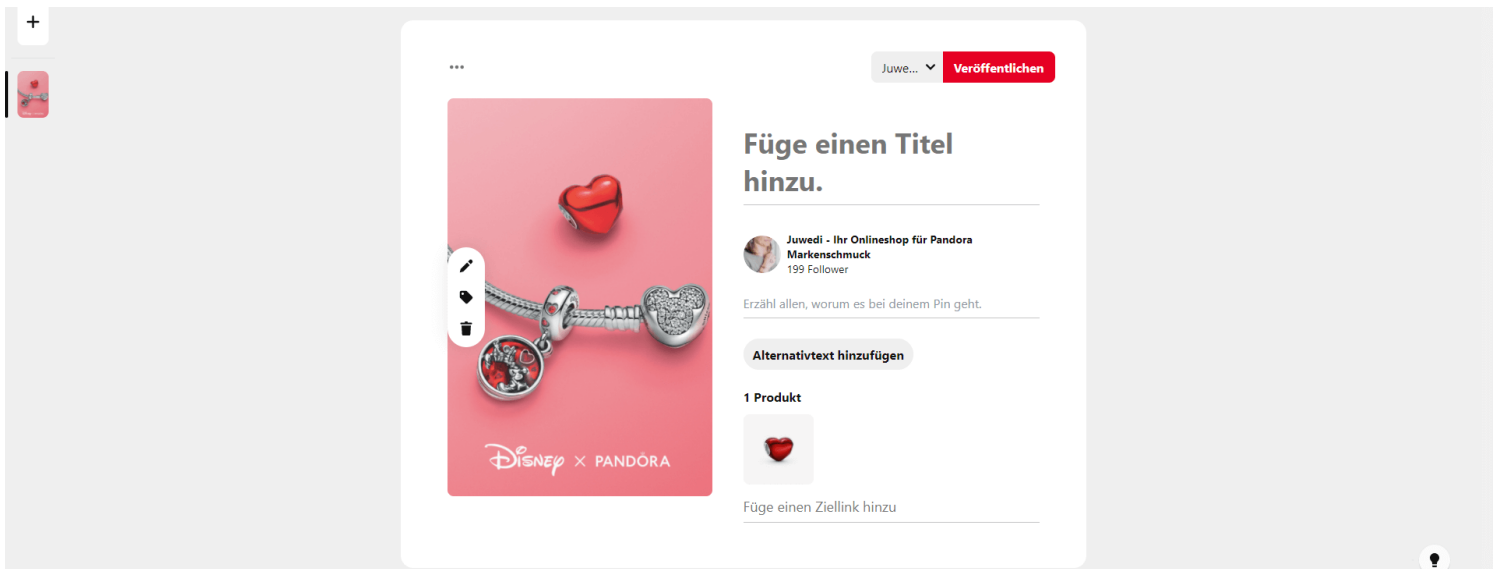 Juwe...
Veröffentlichen
Füge einen Titel
hinzu.
Juwedi - Ihr Onlineshop für Pandora
Markenschmuck
199 Follower
Erzähl allen, worum es bei deinem Pin geht.
Alternativtext hinzufügen
1 Produkt
Füge einen Ziellink hinzu
Disney × PANDÖRA